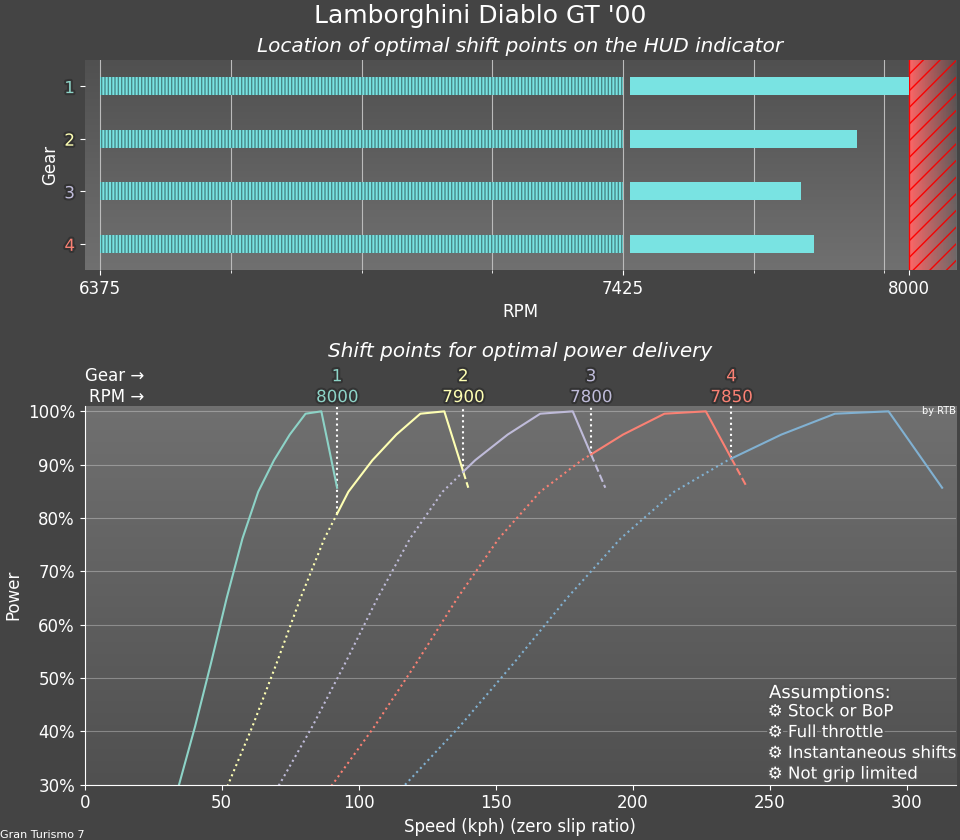 Lamborghini Diablo GT '00
Location of optimal shift points on the HUD indicator
Gear
1
2
3
4
6375 7425 8000
RPM
Shift points for optimal power delivery
Gear → 1 2 3 4
RPM → 8000 7900 7800 7850
by RTB
Power
100%
90%
80%
70%
60%
50%
40%
30%
Assumptions:
⚙ Stock or BoP
⚙ Full throttle
⚙ Instantaneous shifts
⚙ Not grip limited
0 50 100 150 200 250 300
Speed (kph) (zero slip ratio)
Gran Turismo 7